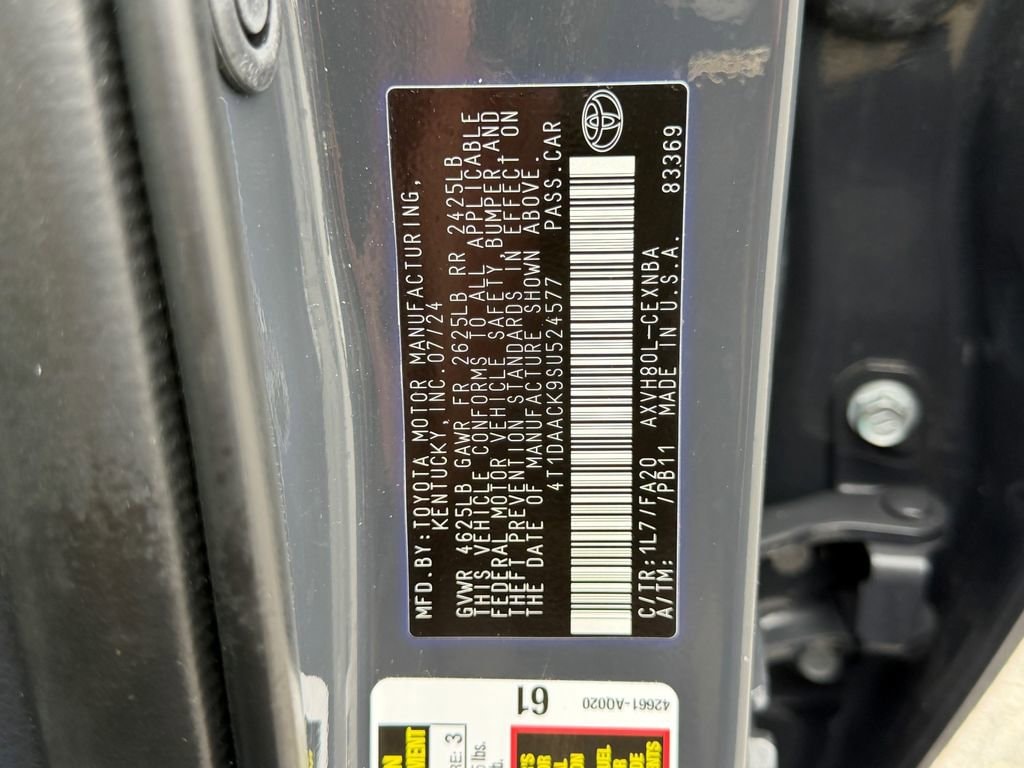 MFD.BY:TOYOTA MOTOR MANUFACTURING,
KENTUCKY, INC.07/24
GVWR 4625LB GAWR FR 2625LB RR 2425LB
THIS VEHICLE CONFORMS TO ALL APPLICABLE
FEDERAL MOTOR VEHICLE SAFETY,BUMPER,AND
THEFT PREVENTION STANDARDS IN EFFECT ON
THE DATE OF MANUFACTURE SHOWN ABOVE.
4T1DAACK9SU524577 PASS.CAR
C/TR:1L7/FA20 AXVH80L-CEXNBA 83369
A/TM: /PB11 MADE IN U.S.A.
61
42661-AQ020